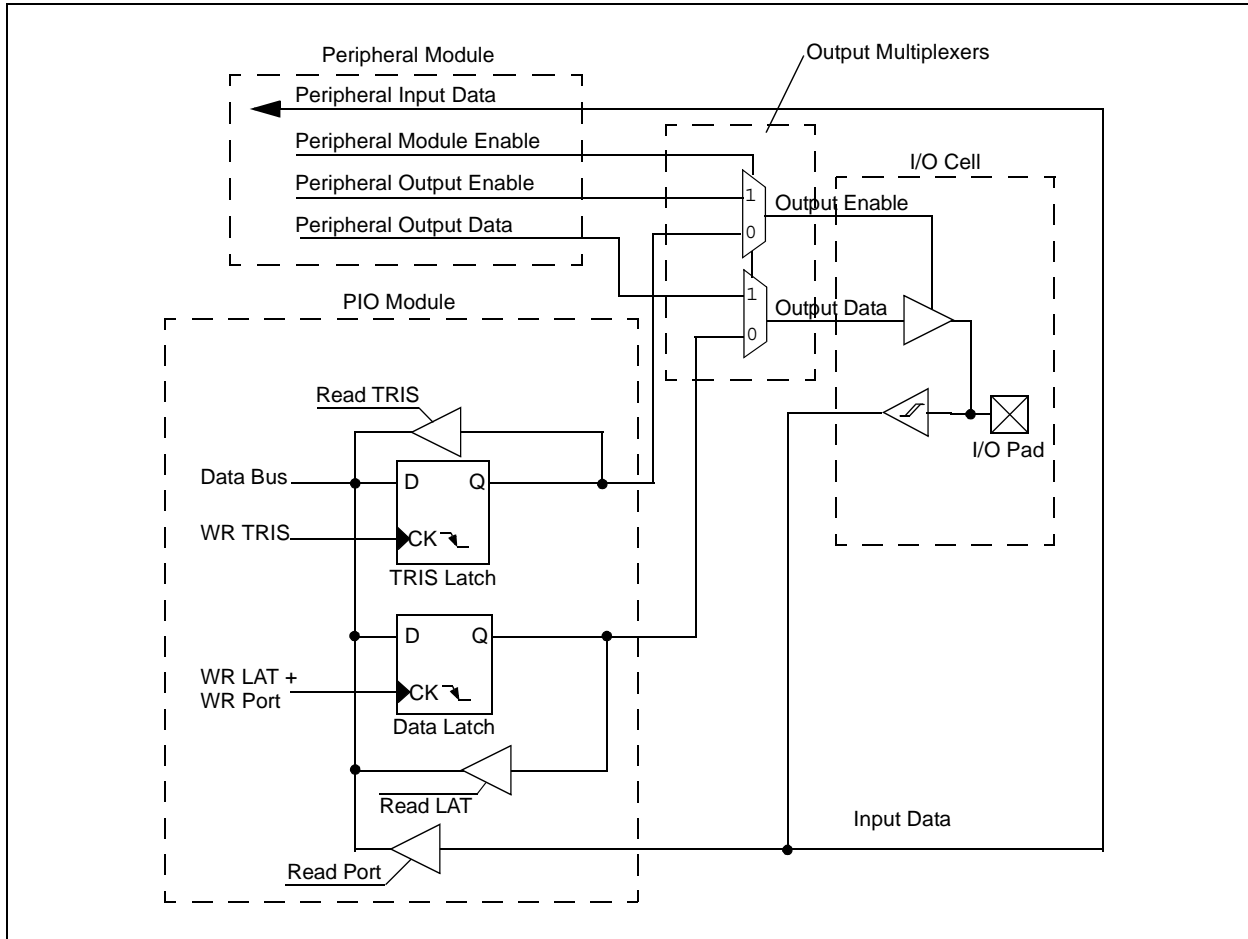 Peripheral Module
Output Multiplexers
Peripheral Input Data
Peripheral Module Enable
I/O Cell
Peripheral Output Enable
1
Output Enable
Peripheral Output Data
0
PIO Module
1
Output Data
0
Read TRIS
I/O Pad
Data Bus
D
Q
WR TRIS
CK
TRIS Latch
D
Q
WR LAT +
WR Port
CK
Data Latch
Read LAT
Input Data
Read Port